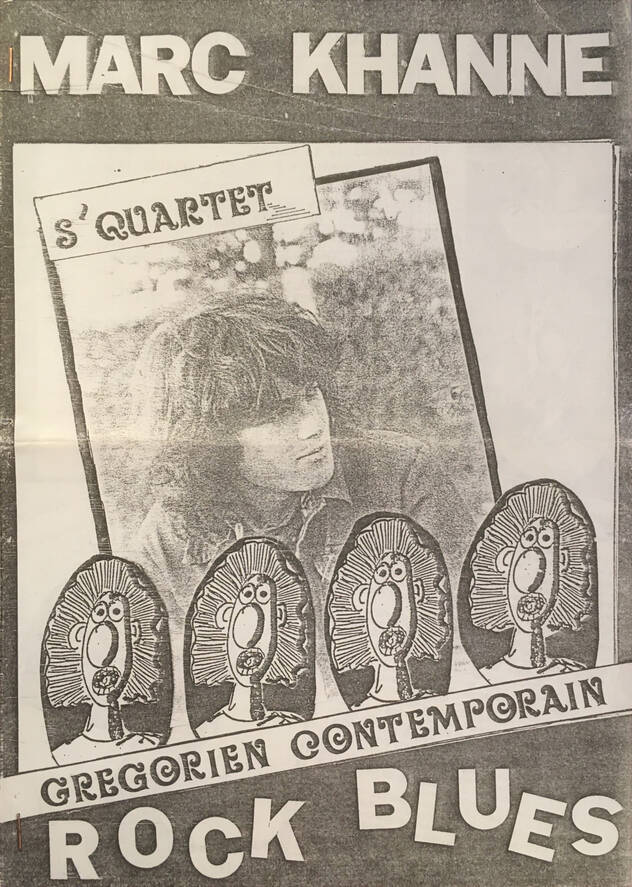 MARC KHANNE
S'QUARTET
GREGORIEN CONTEMPORAIN
ROCK BLUES